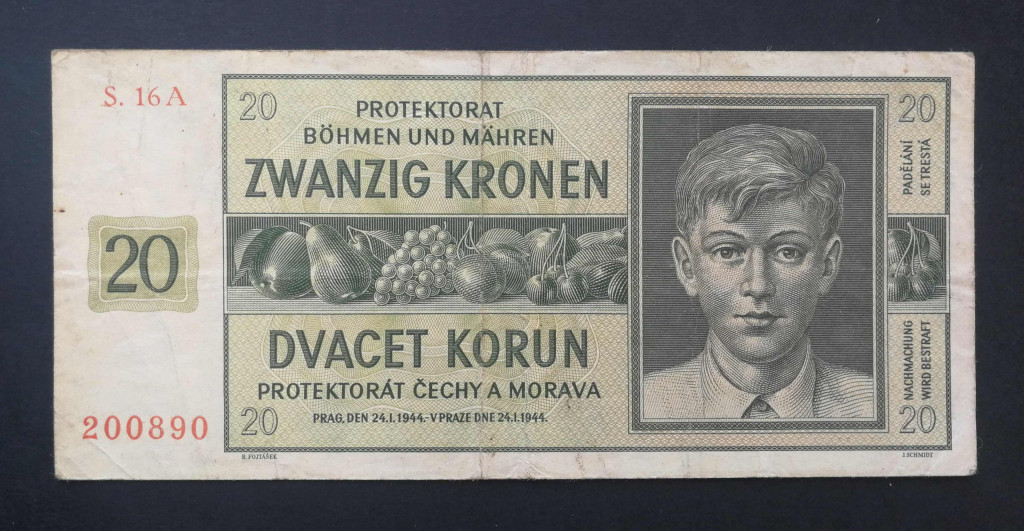 S. 16 A
20
PROTEKTORAT
BÖHMEN UND MÄHREN
ZWANZIG KRONEN
20
PADĚLÁNÍ
SE TRESTÁ
20
DVACET KORUN
PROTEKTORÁT ČECHY A MORAVA
PRAG, DEN 24.I.1944.-V PRAZE DNE 24.I.1944.
NACHMACHUNG
WIRD BESTRAFT
200890
20
20
R. FOJTÁŠEK
J. SCHMIDT